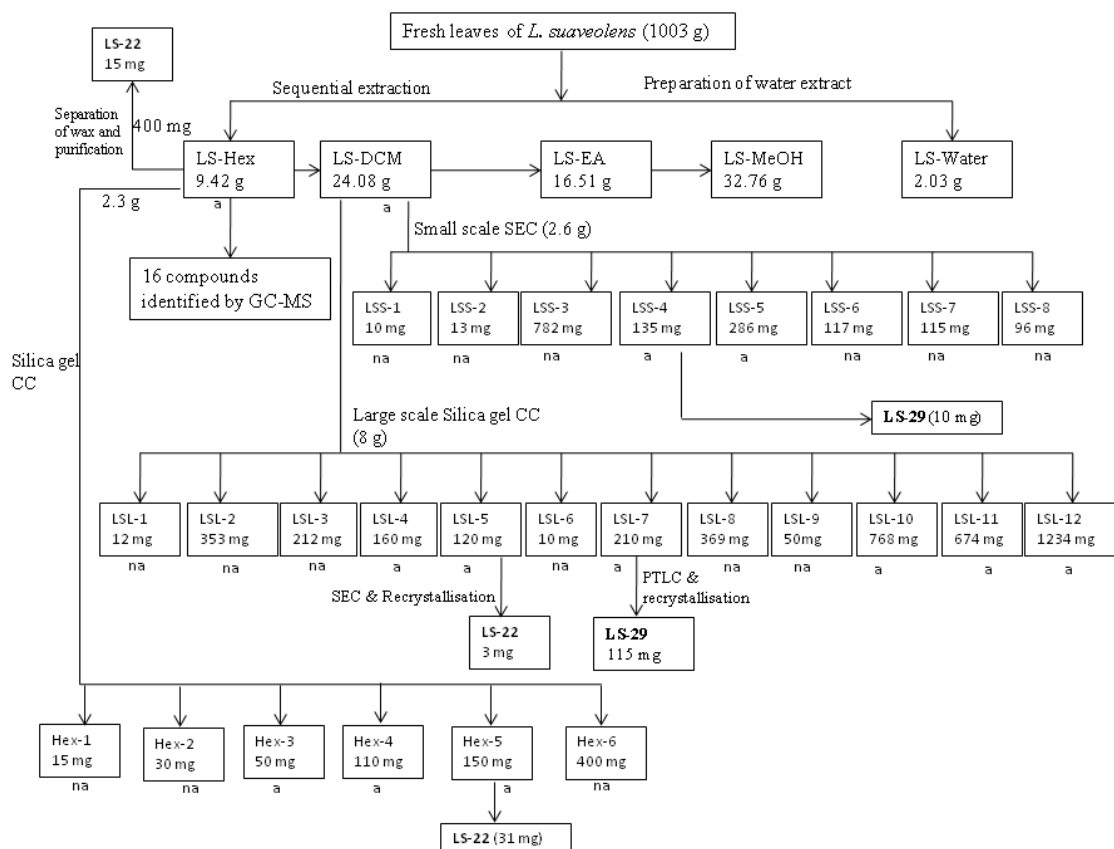 Fresh leaves of L. suaveolens (1003 g)
LS-22
15 mg
Sequential extraction
Preparation of water extract
Separation
of wax and
purification
400 mg
LS-Hex
9.42 g
LS-DCM
24.08 g
LS-EA
16.51 g
LS-MeOH
32.76 g
LS-Water
2.03 g
2.3 g
a
a
Small scale SEC (2.6 g)
16 compounds
identified by GC-MS
LSS-1
10 mg
LSS-2
13 mg
LSS-3
782 mg
LSS-4
135 mg
LSS-5
286 mg
LSS-6
117 mg
LSS-7
115 mg
LSS-8
96 mg
na
na
na
a
a
na
na
na
Silica gel
CC
LS-29 (10 mg)
Large scale Silica gel CC
(8 g)
LSL-1
12 mg
LSL-2
353 mg
LSL-3
212 mg
LSL-4
160 mg
LSL-5
120 mg
LSL-6
10 mg
LSL-7
210 mg
LSL-8
369 mg
LSL-9
50mg
LSL-10
768 mg
LSL-11
674 mg
LSL-12
1234 mg
na
na
na
a
a
na
a
na
na
a
a
a
SEC & Recrystallisation
PTLC &
recrystallisation
LS-22
3 mg
LS-29
115 mg
Hex-1
15 mg
Hex-2
30 mg
Hex-3
50 mg
Hex-4
110 mg
Hex-5
150 mg
Hex-6
400 mg
na
na
a
a
a
na
LS-22 (31 mg)